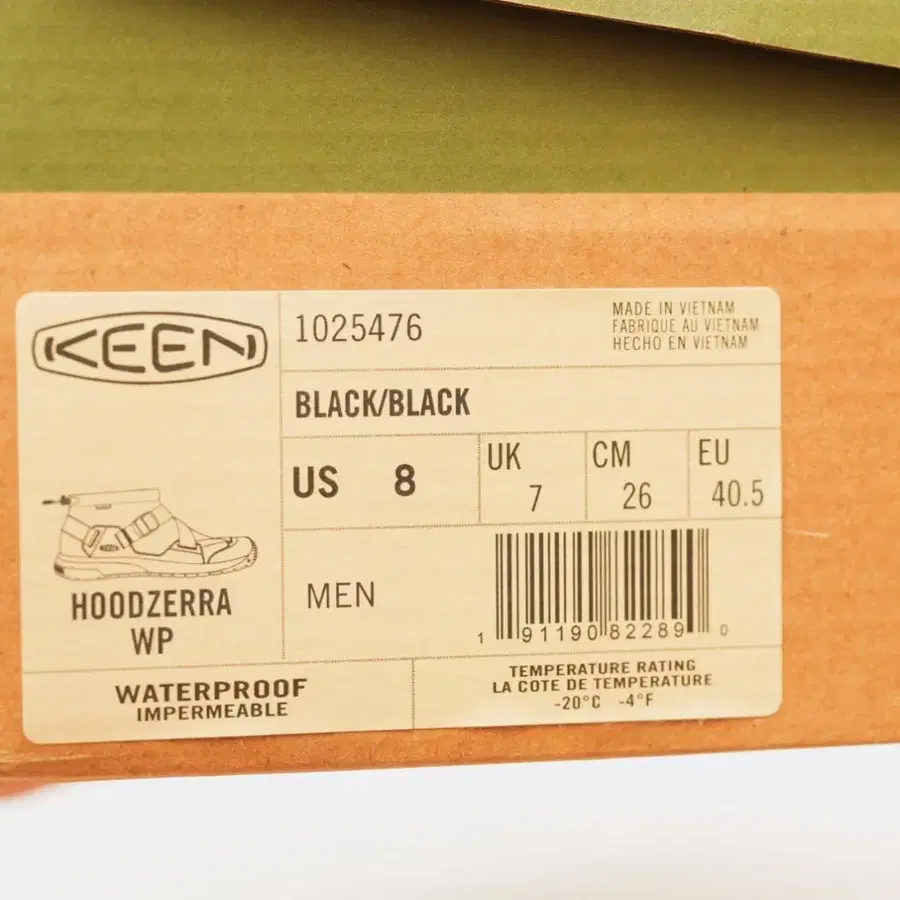 KEEN
1025476
MADE IN VIETNAM
FABRIQUE AU VIETNAM
HECHO EN VIETNAM
BLACK/BLACK
US 8
UK 7
CM 26
EU 40.5
KEEN
HOODZERRA
WP
MEN
1 91190 82289 0
WATERPROOF
IMPERMEABLE
TEMPERATURE RATING
LA COTE DE TEMPERATURE
-20°C -4°F